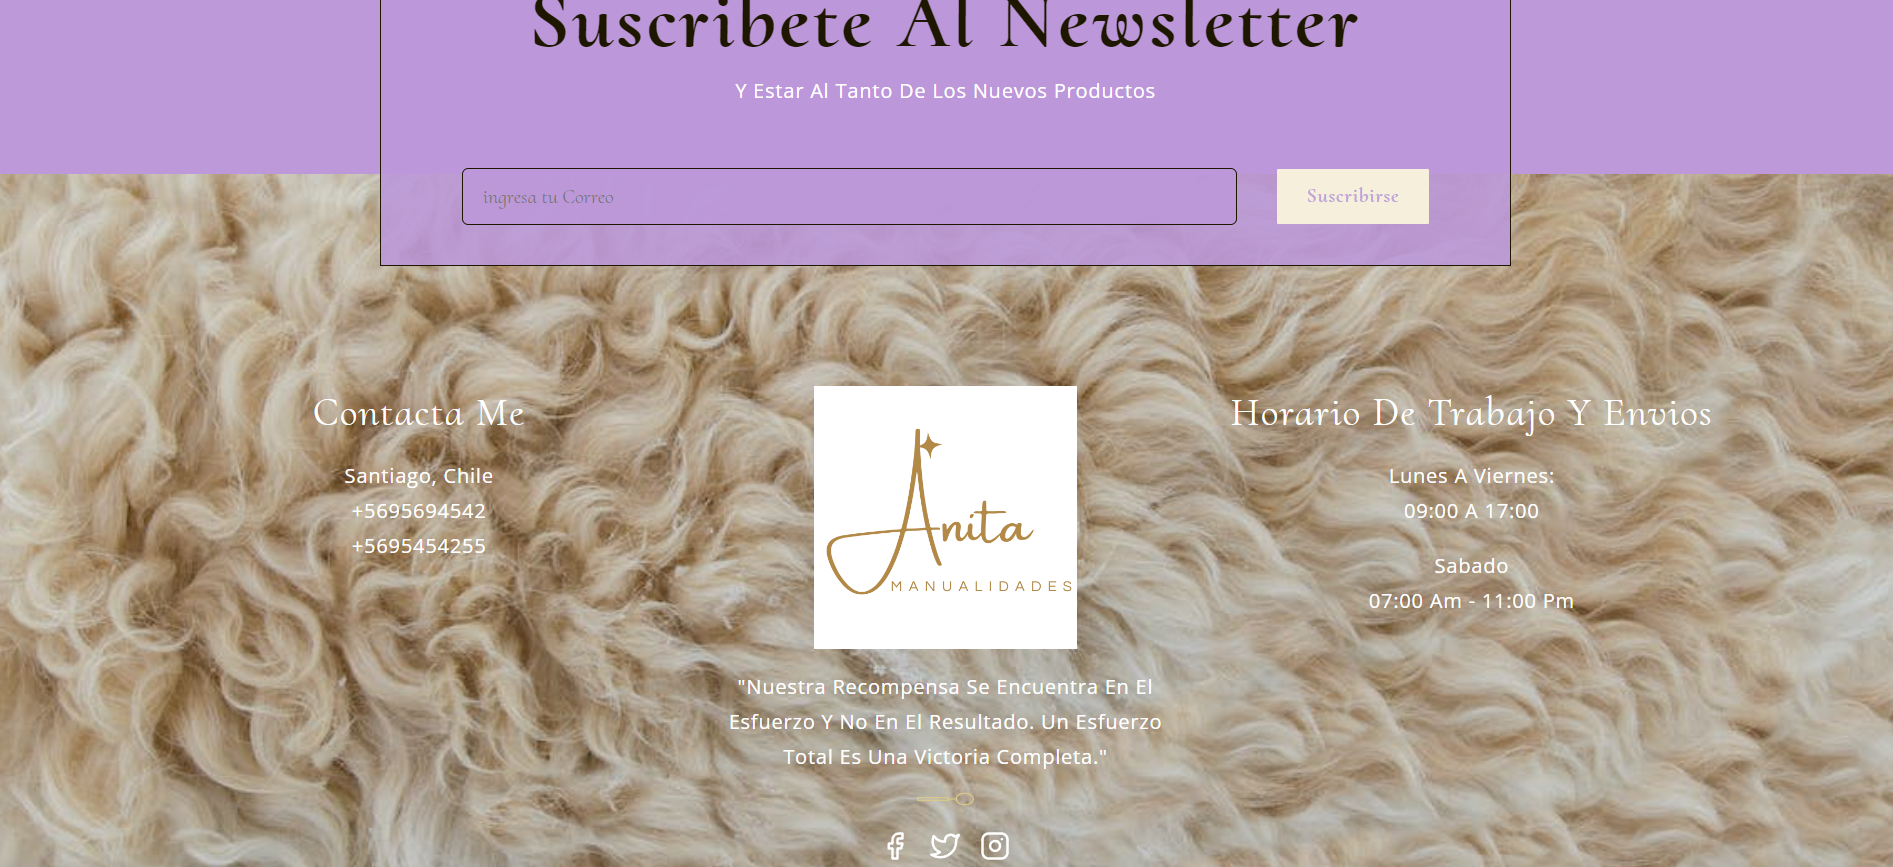 Suscribete Al Newsletter
Y Estar Al Tanto De Los Nuevos Productos
ingresa tu Correo
Suscribirse
Contacta Me
Santiago, Chile
+5695694542
+5695454255
Anita
MANUALIDADES
"Nuestra Recompensa Se Encuentra En El
Esfuerzo Y No En El Resultado. Un Esfuerzo
Total Es Una Victoria Completa."
Horario De Trabajo Y Envios
Lunes A Viernes:
09:00 A 17:00
Sabado
07:00 Am - 11:00 Pm